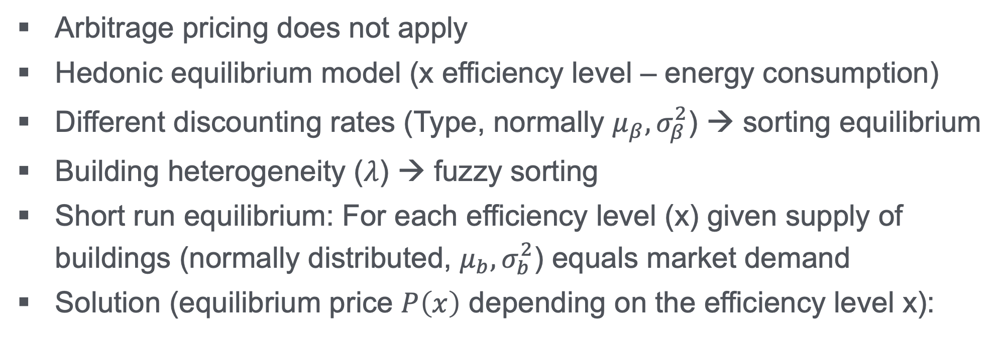 ▪ Arbitrage pricing does not apply
▪ Hedonic equilibrium model (x efficiency level – energy consumption)
▪ Different discounting rates (Type, normally $\mu_\beta, \sigma_\beta^2$) → sorting equilibrium
▪ Building heterogeneity ($\lambda$) → fuzzy sorting
▪ Short run equilibrium: For each efficiency level (x) given supply of
buildings (normally distributed, $\mu_b, \sigma_b^2$) equals market demand
▪ Solution (equilibrium price $P(x)$ depending on the efficiency level x):